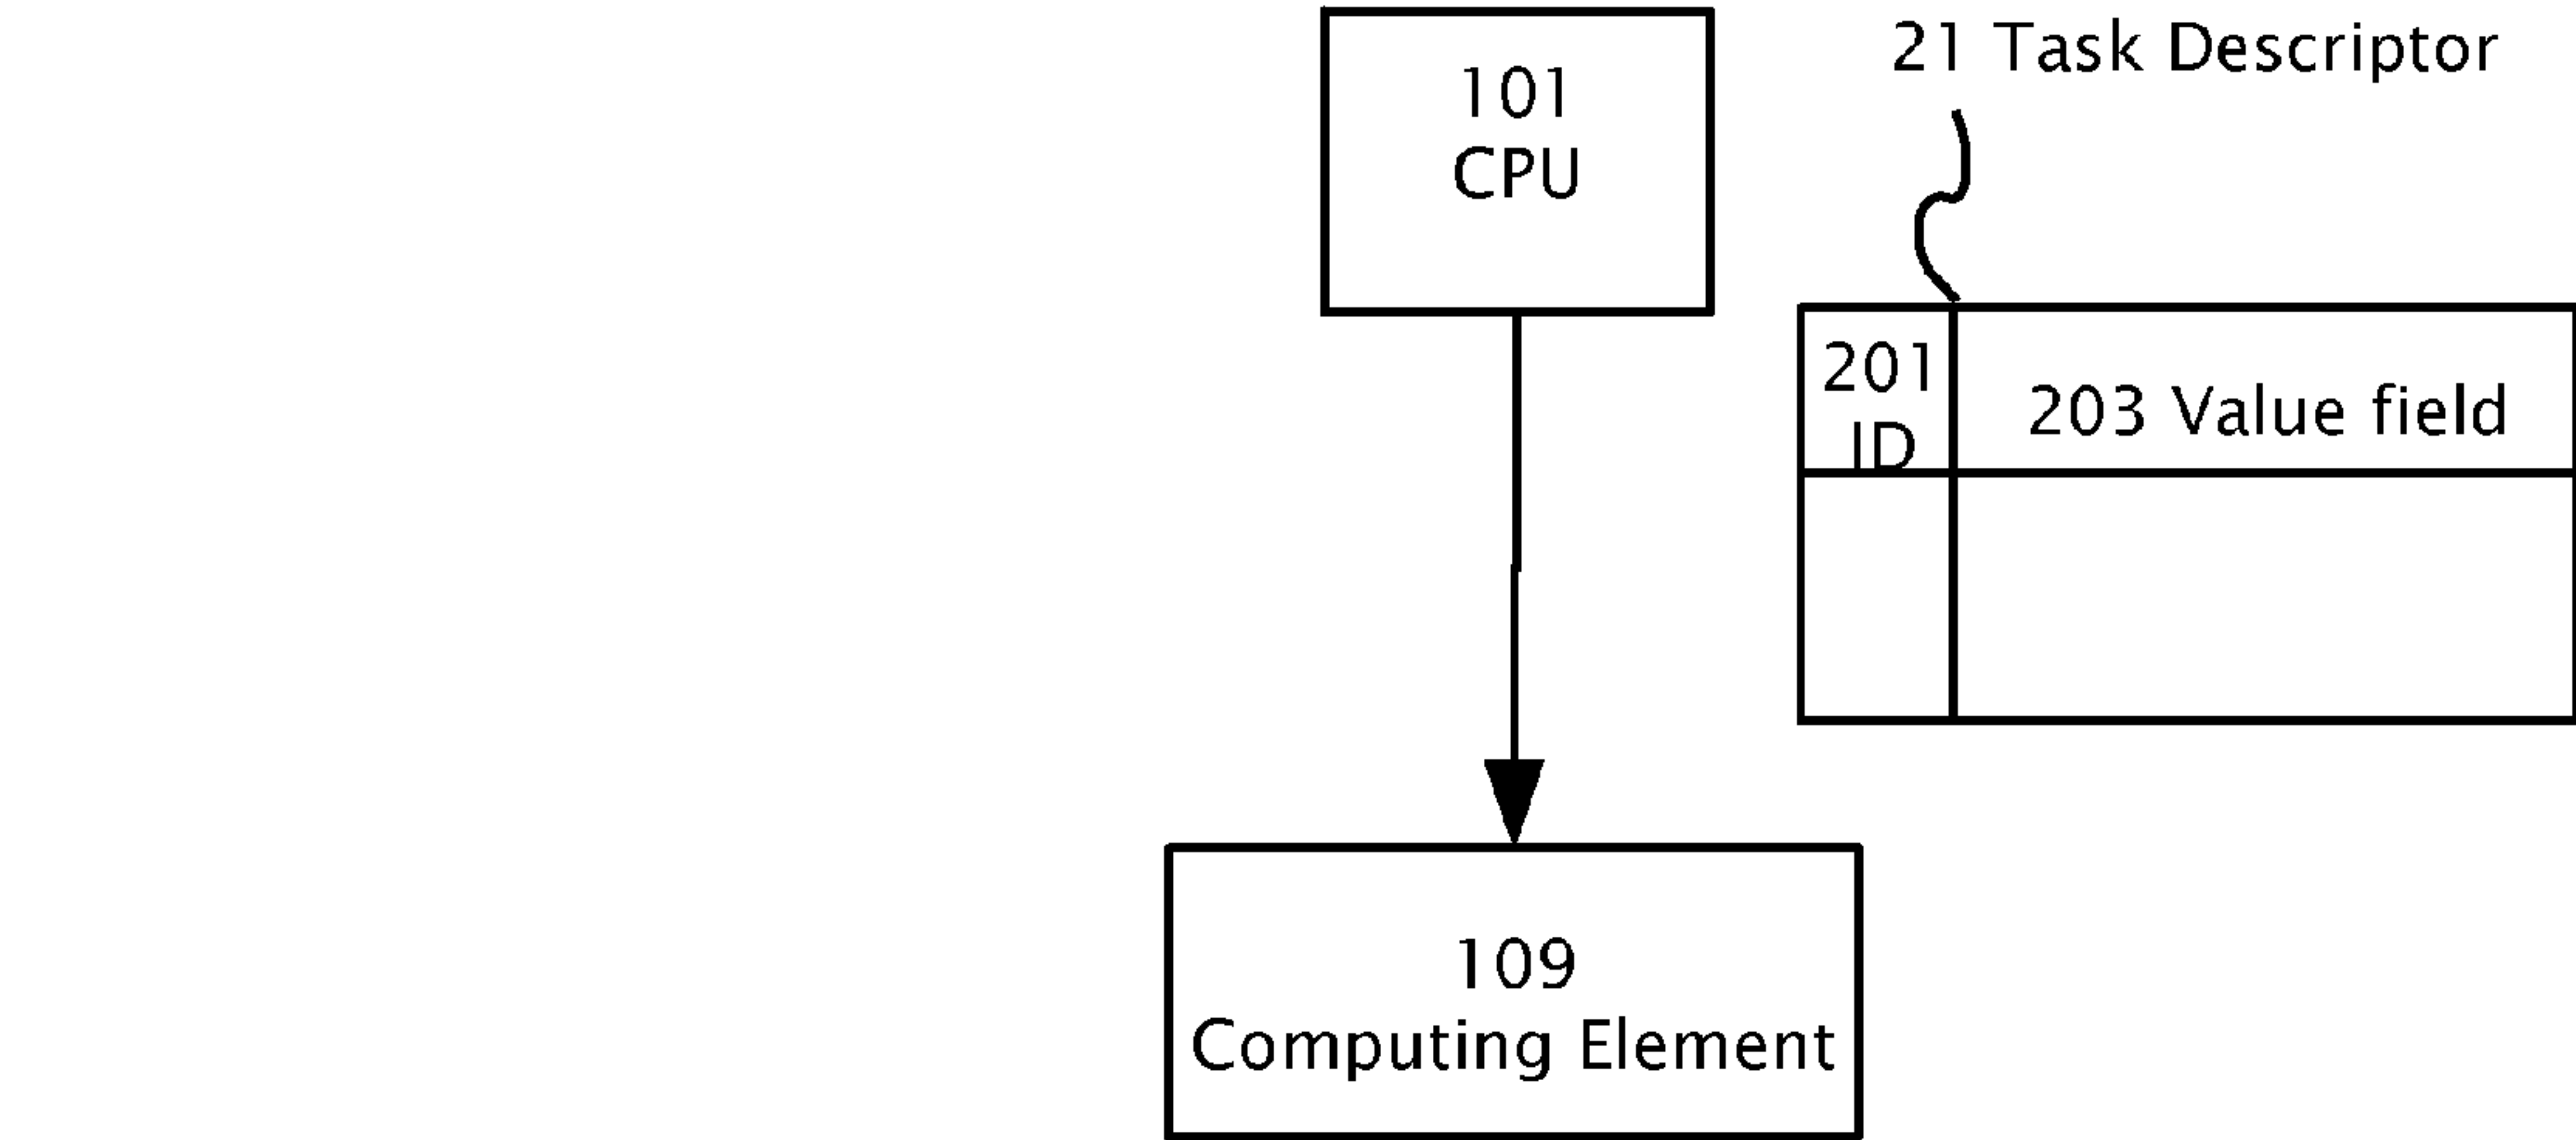 101
CPU
21 Task Descriptor
201
ID
203 Value field
109
Computing Element